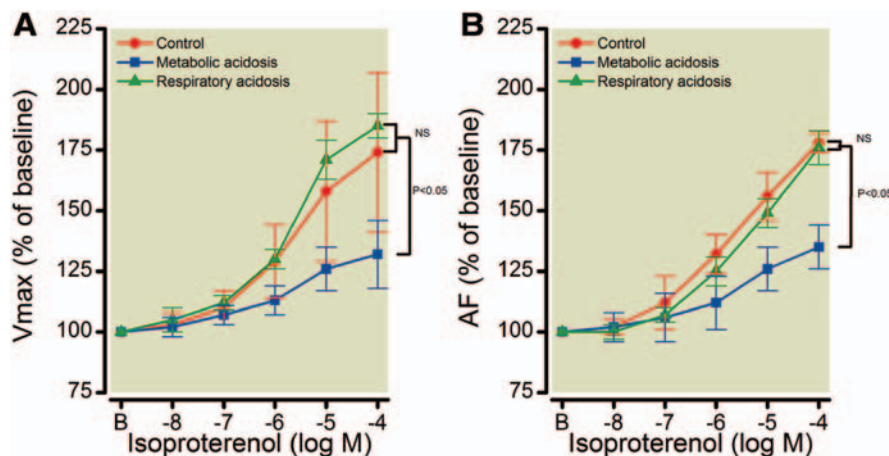 A
Vmax (% of baseline)
225
200
175
150
125
100
75
Control
Metabolic acidosis
Respiratory acidosis
NS
P<0.05
B -8 -7 -6 -5 -4
Isoproterenol (log M)
B
AF (% of baseline)
225
200
175
150
125
100
75
Control
Metabolic acidosis
Respiratory acidosis
NS
P<0.05
B -8 -7 -6 -5 -4
Isoproterenol (log M)